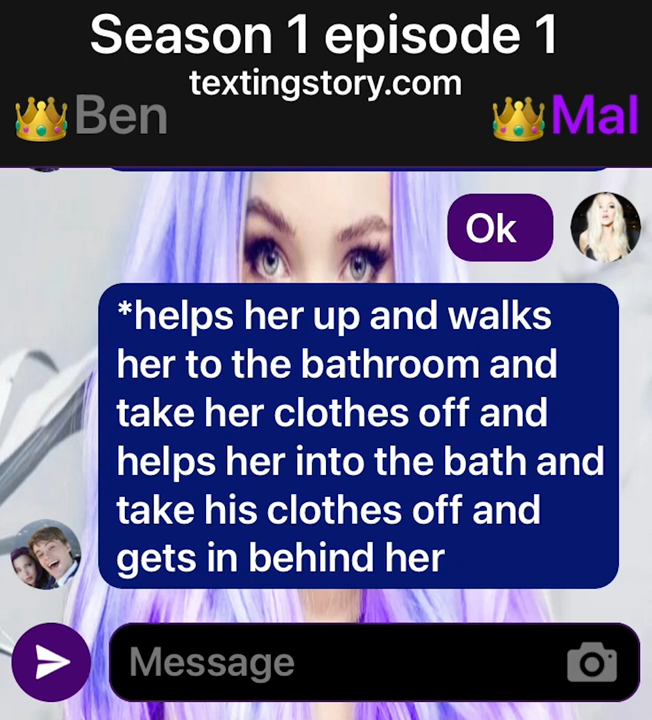 Season 1 episode 1
textingstory.com
👑Ben 👑Mal
Ok
*helps her up and walks
her to the bathroom and
take her clothes off and
helps her into the bath and
take his clothes off and
gets in behind her
Message